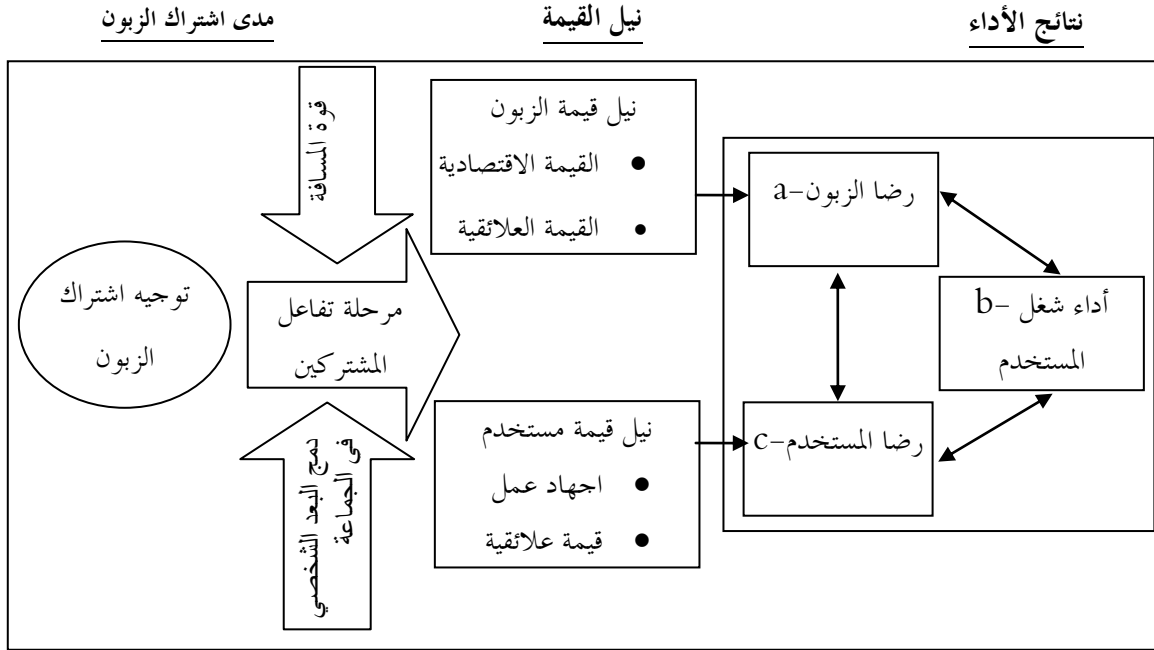 نتائج الأداء
نيل القيمة
مدى اشتراك الزبون
قوة المسافة
نيل قيمة الزبون
● القيمة الاقتصادية
● القيمة العلائقية
a- رضا الزبون
توجيه اشتراك
الزبون
مرحلة تفاعل
المشتركين
b- أداء شغل
المستخدم
نيل قيمة مستخدم
● اجهاد عمل
● قيمة علائقية
c- رضا المستخدم
دمج البعد الشخصي
في الجماعة